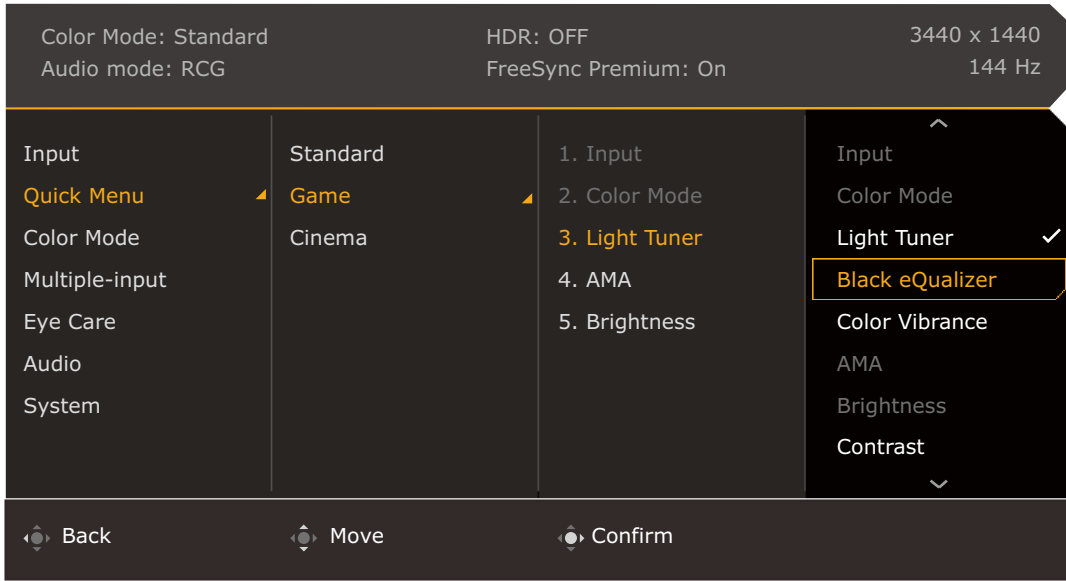 Color Mode: Standard
HDR: OFF
3440 x 1440
Audio mode: RCG
FreeSync Premium: On
144 Hz
Input
Quick Menu
Color Mode
Multiple-input
Eye Care
Audio
System
Standard
Game
Cinema
1. Input
2. Color Mode
3. Light Tuner
4. AMA
5. Brightness
Input
Color Mode
Light Tuner
Black eQualizer
Color Vibrance
AMA
Brightness
Contrast
Back
Move
Confirm